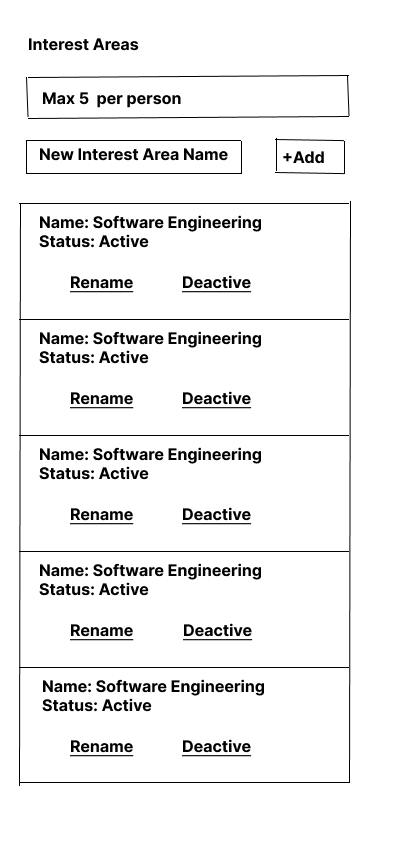 Interest Areas
Max 5 per person
New Interest Area Name
+Add
Name: Software Engineering
Status: Active
Rename Deactive
Name: Software Engineering
Status: Active
Rename Deactive
Name: Software Engineering
Status: Active
Rename Deactive
Name: Software Engineering
Status: Active
Rename Deactive
Name: Software Engineering
Status: Active
Rename Deactive